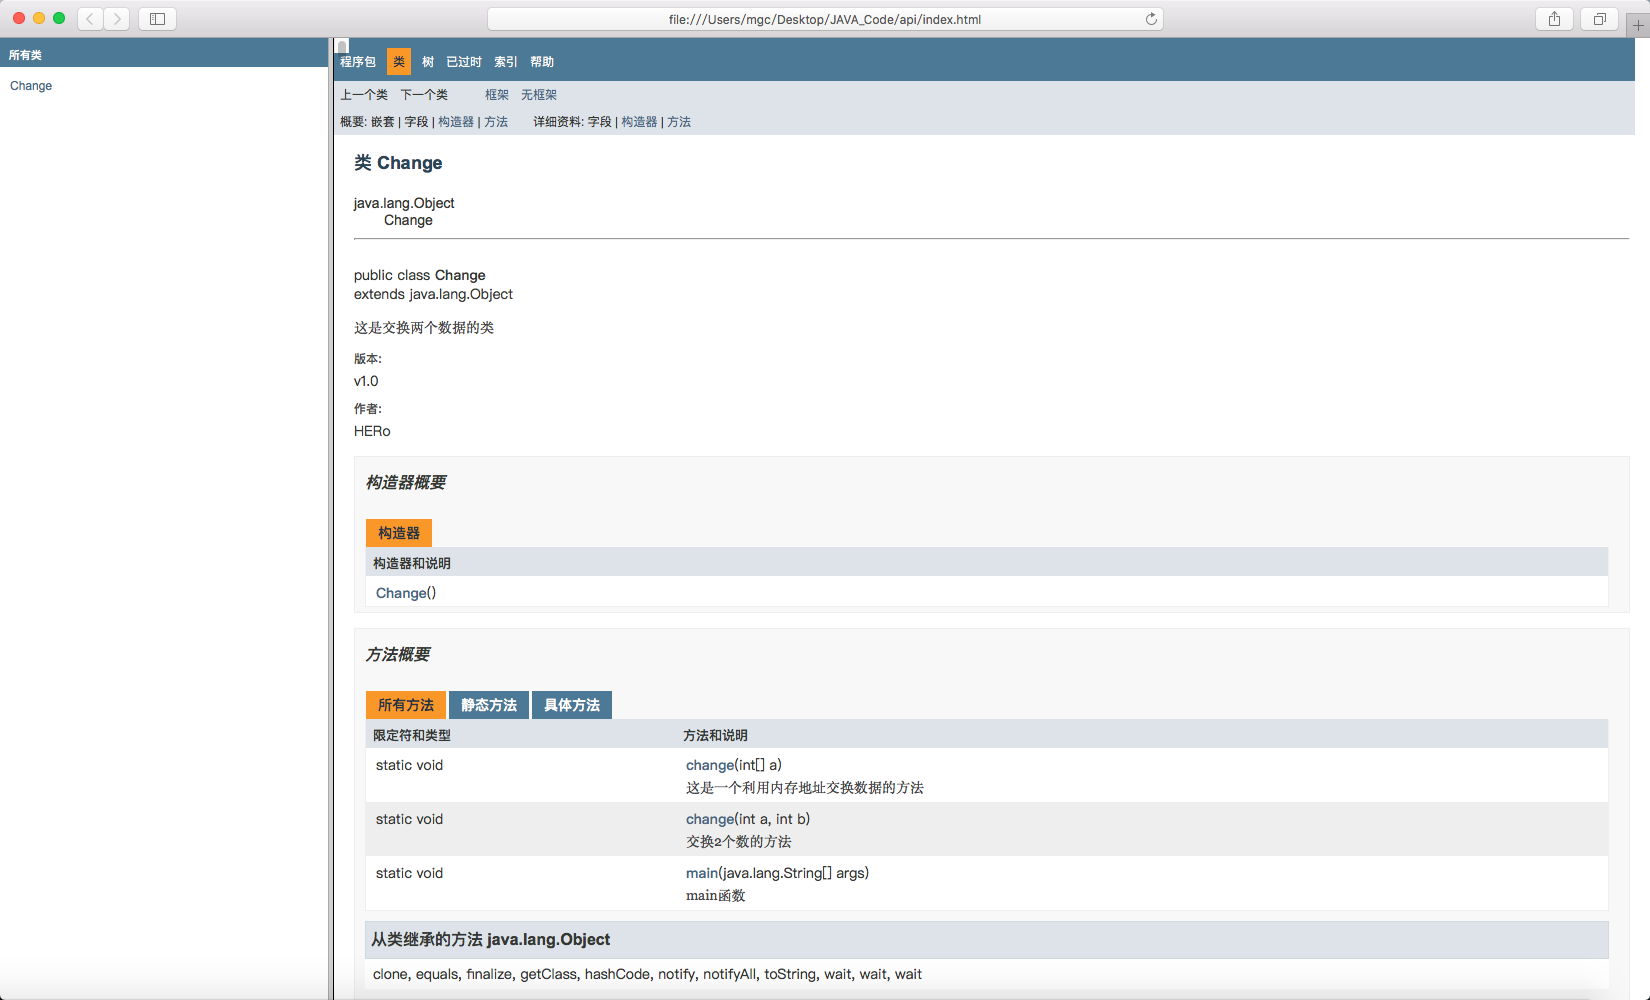 file:///Users/mgc/Desktop/JAVA_Code/api/index.html
所有类
Change
程序包 类 树 已过时 索引 帮助
上一个类 下一个类 框架 无框架
概要: 嵌套 | 字段 | 构造器 | 方法 详细资料: 字段 | 构造器 | 方法
类 Change
java.lang.Object
Change
public class Change
extends java.lang.Object
这是交换两个数据的类
版本:
v1.0
作者:
HERo
构造器概要
构造器
构造器和说明
Change()
方法概要
所有方法 静态方法 具体方法
限定符和类型 方法和说明
static void change(int[] a)
这是一个利用内存地址交换数据的方法
static void change(int a, int b)
交换2个数的方法
static void main(java.lang.String[] args)
main函数
从类继承的方法 java.lang.Object
clone, equals, finalize, getClass, hashCode, notify, notifyAll, toString, wait, wait, wait